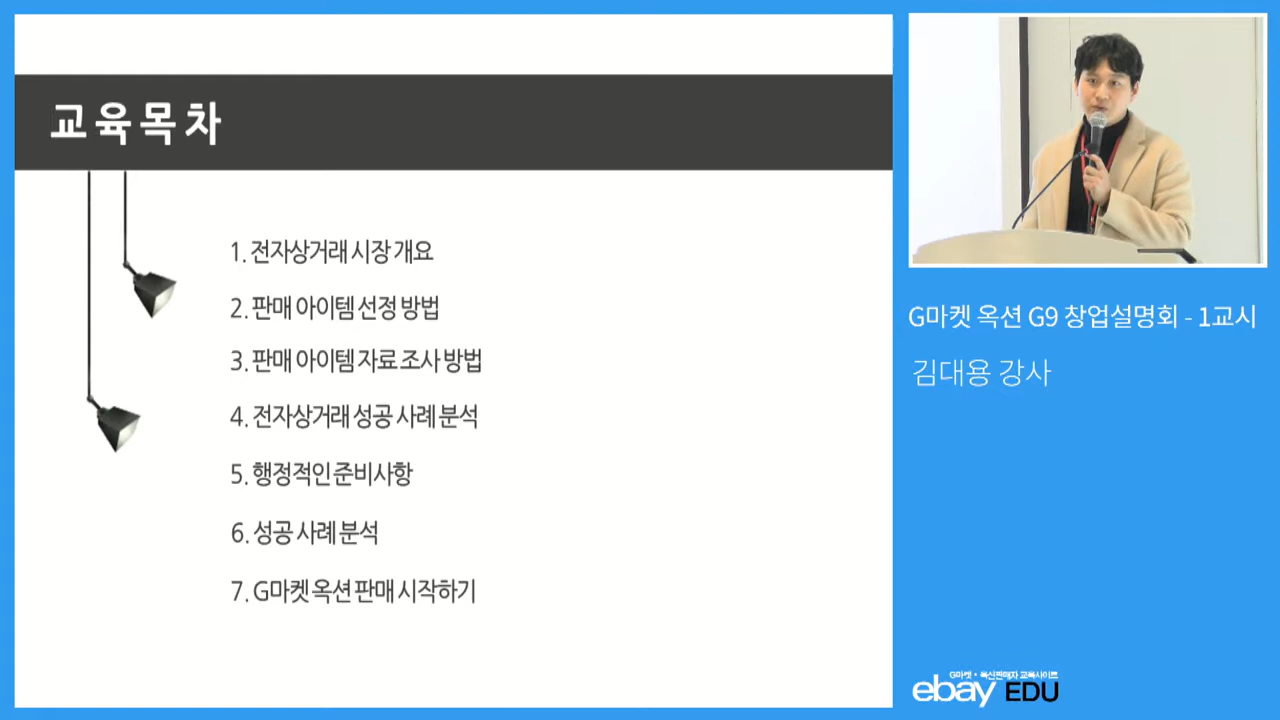 교육목차
1. 전자상거래 시장 개요
2. 판매 아이템 선정 방법
3. 판매 아이템 자료 조사 방법
4. 전자상거래 성공 사례 분석
5. 행정적인 준비사항
6. 성공 사례 분석
7. G마켓 옥션 판매 시작하기
G마켓 옥션 G9 창업설명회 - 1교시
김대용 강사
G마켓 • 옥션판매자 교육사이트
ebay EDU